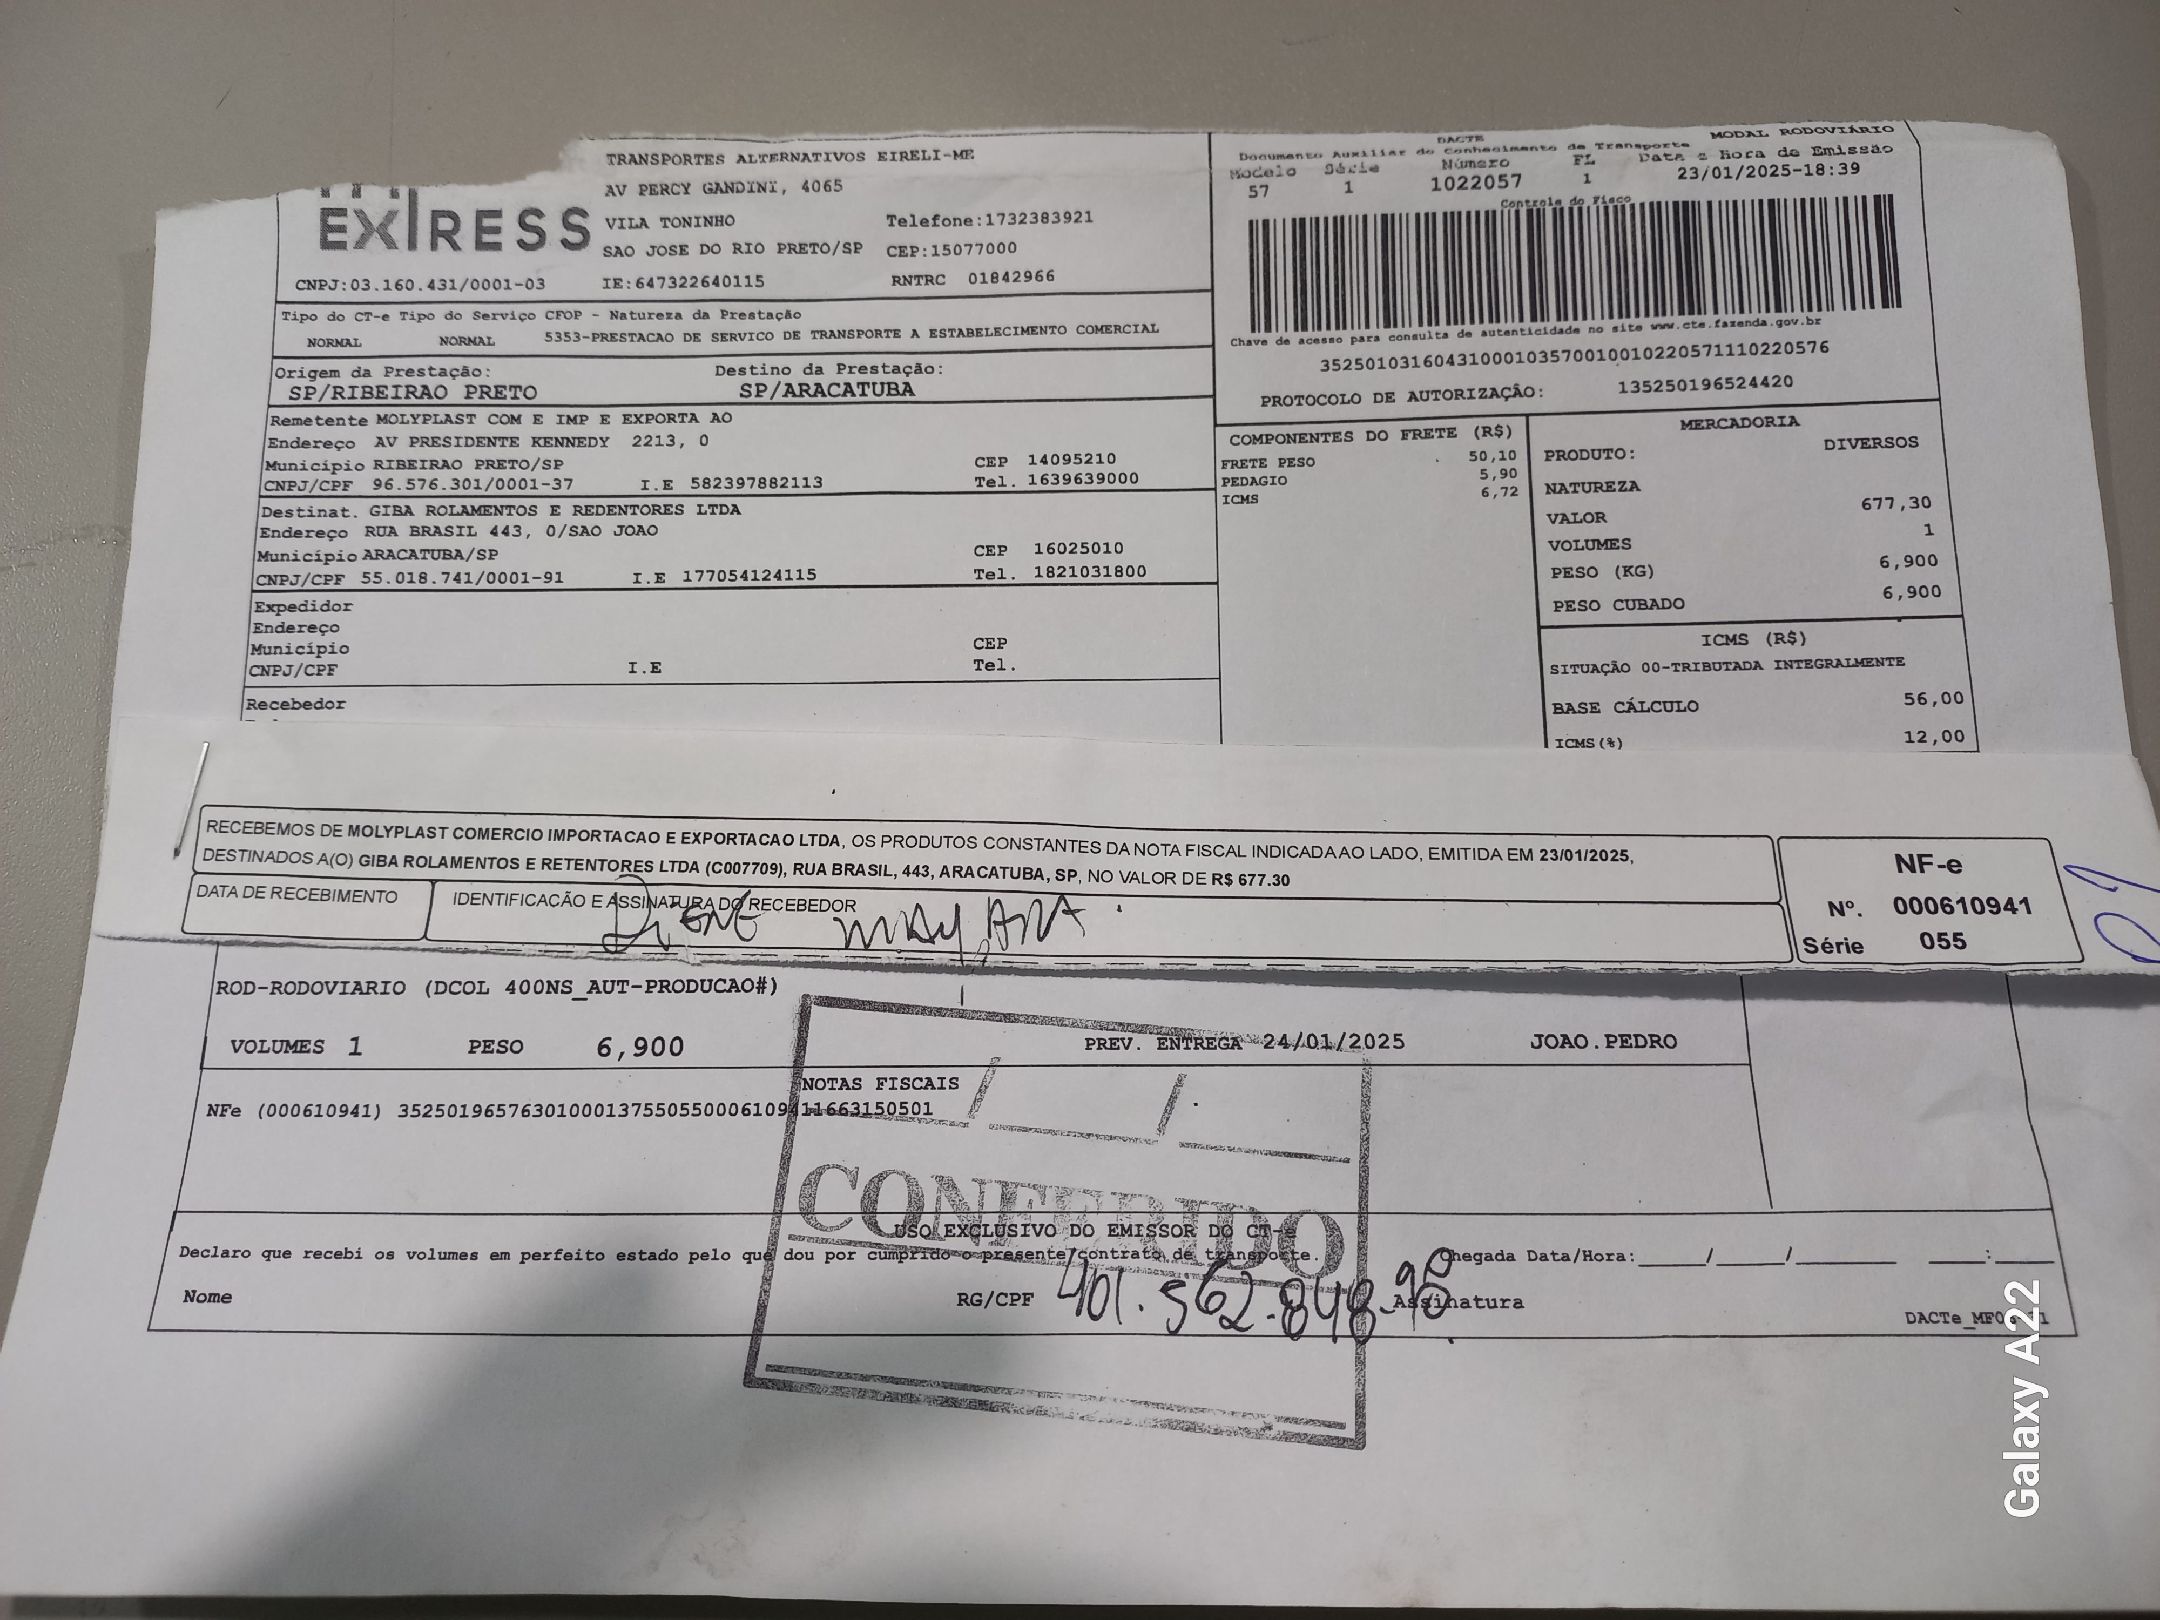 TRANSPORTES ALTERNATIVOS EIRELI-ME
AV PERCY GANDINI, 4065
EXPRESS
VILA TONINHO Telefone:1732383921
SAO JOSE DO RIO PRETO/SP CEP:15077000
CNPJ:03.160.431/0001-03 IE:647322640115 RNTRC 01842966
DACTE MODAL RODOVIÁRIO
Documento Auxiliar do Conhecimento de Transporte
Modelo Série Número FL Data e Hora de Emissão
57 1 1022057 1 23/01/2025-18:39
Controle do Fisco
Chave de acesso para consulta de autenticidade no site www.cte.fazenda.gov.br
35250103160431000103570010010220571110220576
PROTOCOLO DE AUTORIZAÇÃO: 135250196524420
Tipo do CT-e Tipo do Serviço CFOP - Natureza da Prestação
NORMAL NORMAL 5353-PRESTACAO DE SERVICO DE TRANSPORTE A ESTABELECIMENTO COMERCIAL
Origem da Prestação: Destino da Prestação:
SP/RIBEIRAO PRETO SP/ARACATUBA
Remetente MOLYPLAST COM E IMP E EXPORTA AO
Endereço AV PRESIDENTE KENNEDY 2213, 0
Município RIBEIRAO PRETO/SP CEP 14095210
CNPJ/CPF 96.576.301/0001-37 I.E 582397882113 Tel. 1639639000
Destinat. GIBA ROLAMENTOS E REDENTORES LTDA
Endereço RUA BRASIL 443, 0/SAO JOAO
Município ARACATUBA/SP CEP 16025010
CNPJ/CPF 55.018.741/0001-91 I.E 177054124115 Tel. 1821031800
Expedidor
Endereço
Município CEP
CNPJ/CPF I.E Tel.
Recebedor
COMPONENTES DO FRETE (R$)
FRETE PESO 50,10
PEDAGIO 5,90
ICMS 6,72
MERCADORIA
PRODUTO: DIVERSOS
NATUREZA
VALOR 677,30
VOLUMES 1
PESO (KG) 6,900
PESO CUBADO 6,900
ICMS (R$)
SITUAÇÃO 00-TRIBUTADA INTEGRALMENTE
BASE CÁLCULO 56,00
ICMS(%) 12,00
RECEBEMOS DE MOLYPLAST COMERCIO IMPORTACAO E EXPORTACAO LTDA, OS PRODUTOS CONSTANTES DA NOTA FISCAL INDICADA AO LADO, EMITIDA EM 23/01/2025,
DESTINADOS A(O) GIBA ROLAMENTOS E RETENTORES LTDA (C007709), RUA BRASIL, 443, ARACATUBA, SP, NO VALOR DE R$ 677.30
DATA DE RECEBIMENTO IDENTIFICAÇÃO E ASSINATURA DO RECEBEDOR
NF-e
Nº. 000610941
Série 055
ROD-RODOVIARIO (DCOL 400NS_AUT-PRODUCAO#)
VOLUMES 1 PESO 6,900 PREV. ENTREGA 24/01/2025 JOAO.PEDRO
NOTAS FISCAIS
NFe (000610941) 35250196576301000137550550006109411663150501
CONFERIDO
USO EXCLUSIVO DO EMISSOR DO CT-e
Declaro que recebi os volumes em perfeito estado pelo que dou por cumprido o presente contrato de transporte. Chegada Data/Hora:
Nome RG/CPF 401.562.848-98 Assinatura
Galaxy A22